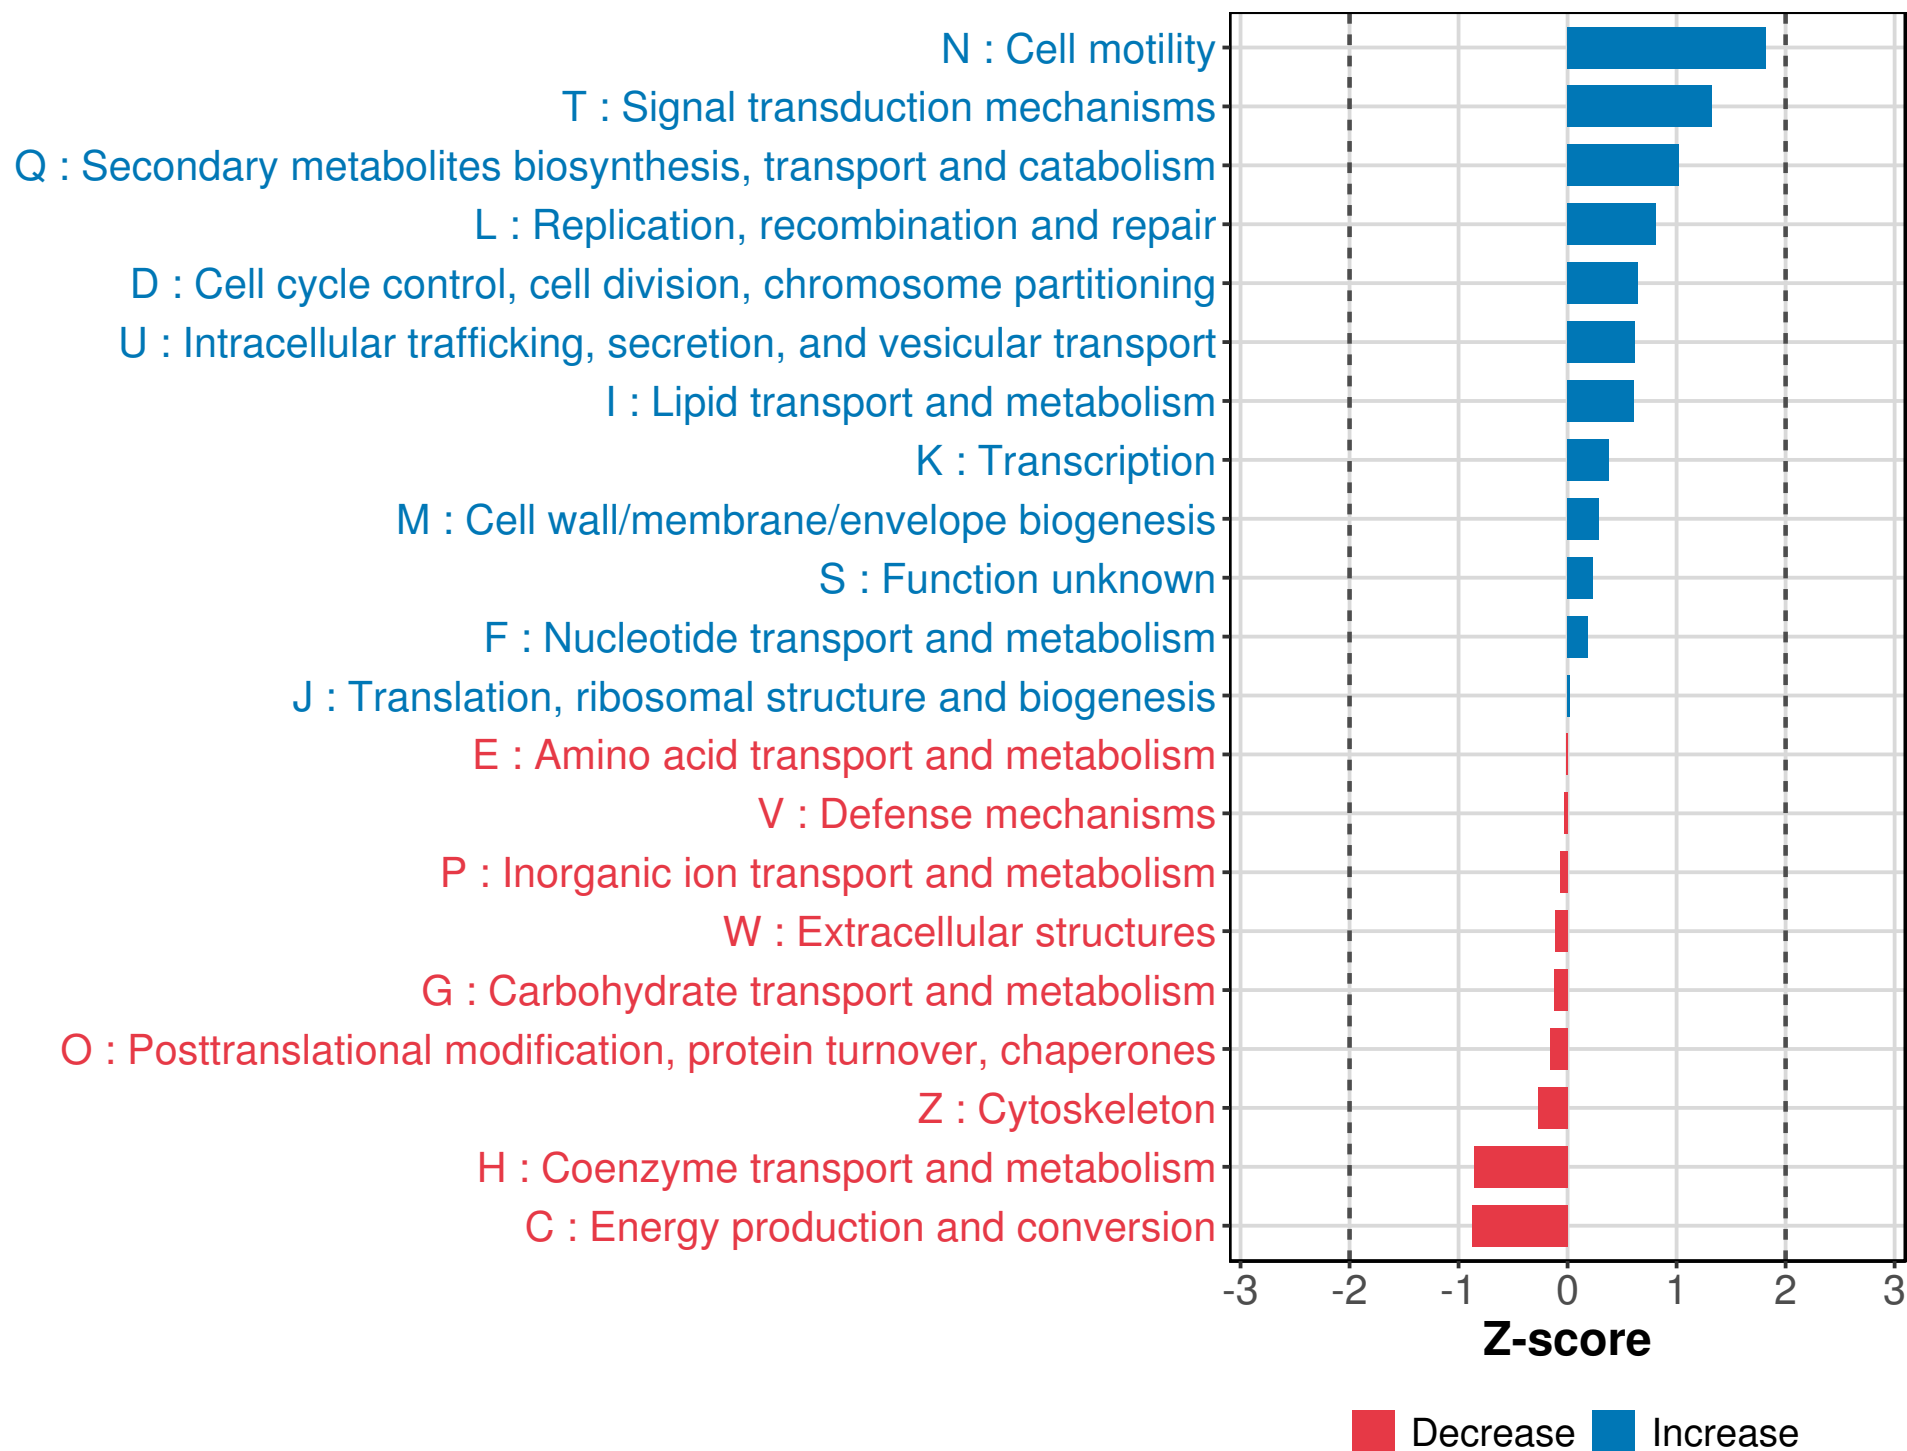 N : Cell motility
T : Signal transduction mechanisms
Q : Secondary metabolites biosynthesis, transport and catabolism
L : Replication, recombination and repair
D : Cell cycle control, cell division, chromosome partitioning
U : Intracellular trafficking, secretion, and vesicular transport
I : Lipid transport and metabolism
K : Transcription
M : Cell wall/membrane/envelope biogenesis
S : Function unknown
F : Nucleotide transport and metabolism
J : Translation, ribosomal structure and biogenesis
E : Amino acid transport and metabolism
V : Defense mechanisms
P : Inorganic ion transport and metabolism
W : Extracellular structures
G : Carbohydrate transport and metabolism
O : Posttranslational modification, protein turnover, chaperones
Z : Cytoskeleton
H : Coenzyme transport and metabolism
C : Energy production and conversion
-3 -2 -1 0 1 2 3
Z-score
Decrease Increase